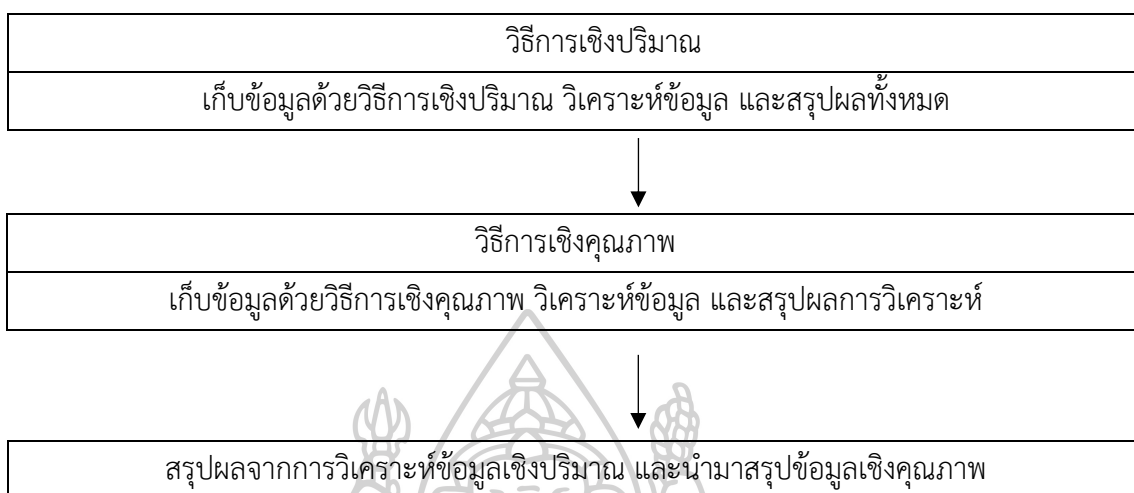 วิธีการเชิงปริมาณ
เก็บข้อมูลด้วยวิธีการเชิงปริมาณ วิเคราะห์ข้อมูล และสรุปผลทั้งหมด
วิธีการเชิงคุณภาพ
เก็บข้อมูลด้วยวิธีการเชิงคุณภาพ วิเคราะห์ข้อมูล และสรุปผลการวิเคราะห์
สรุปผลจากการวิเคราะห์ข้อมูลเชิงปริมาณ และนำมาสรุปข้อมูลเชิงคุณภาพ